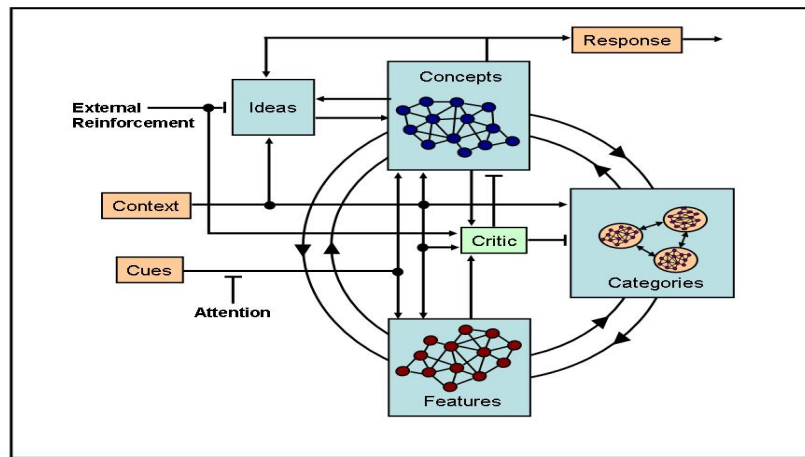 Response
Concepts
Ideas
External
Reinforcement
Context
Critic
Cues
Categories
Attention
Features